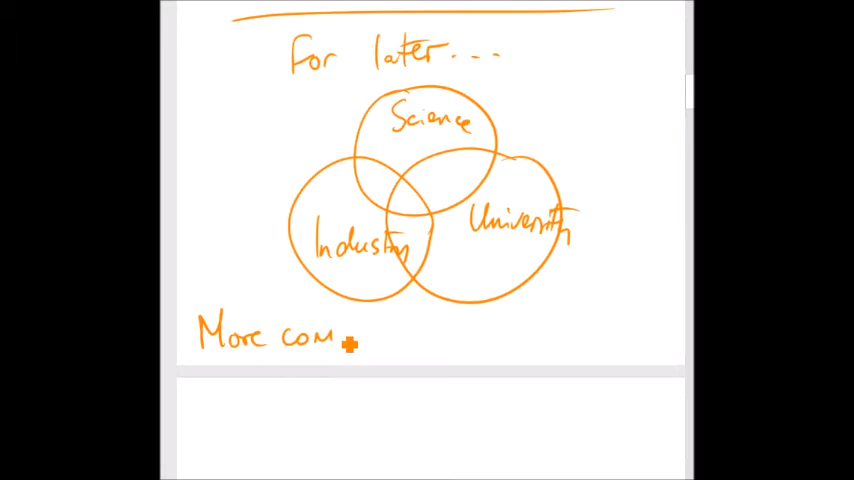 For later...
Science
Industry
University
More com